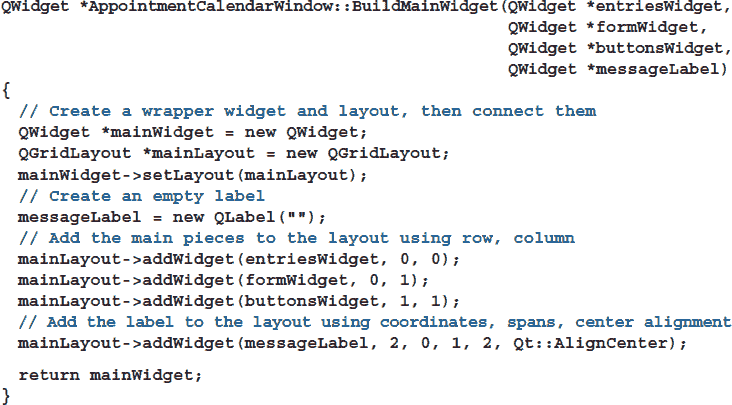 QWidget *AppointmentCalendarWindow::BuildMainWidget(QWidget *entriesWidget,
QWidget *formWidget,
QWidget *buttonsWidget,
QWidget *messageLabel)
{
// Create a wrapper widget and layout, then connect them
QWidget *mainWidget = new QWidget;
QGridLayout *mainLayout = new QGridLayout;
mainWidget->setLayout(mainLayout);
// Create an empty label
messageLabel = new QLabel("");
// Add the main pieces to the layout using row, column
mainLayout->addWidget(entriesWidget, 0, 0);
mainLayout->addWidget(formWidget, 0, 1);
mainLayout->addWidget(buttonsWidget, 1, 1);
// Add the label to the layout using coordinates, spans, center alignment
mainLayout->addWidget(messageLabel, 2, 0, 1, 2, Qt::AlignCenter);
return mainWidget;
}